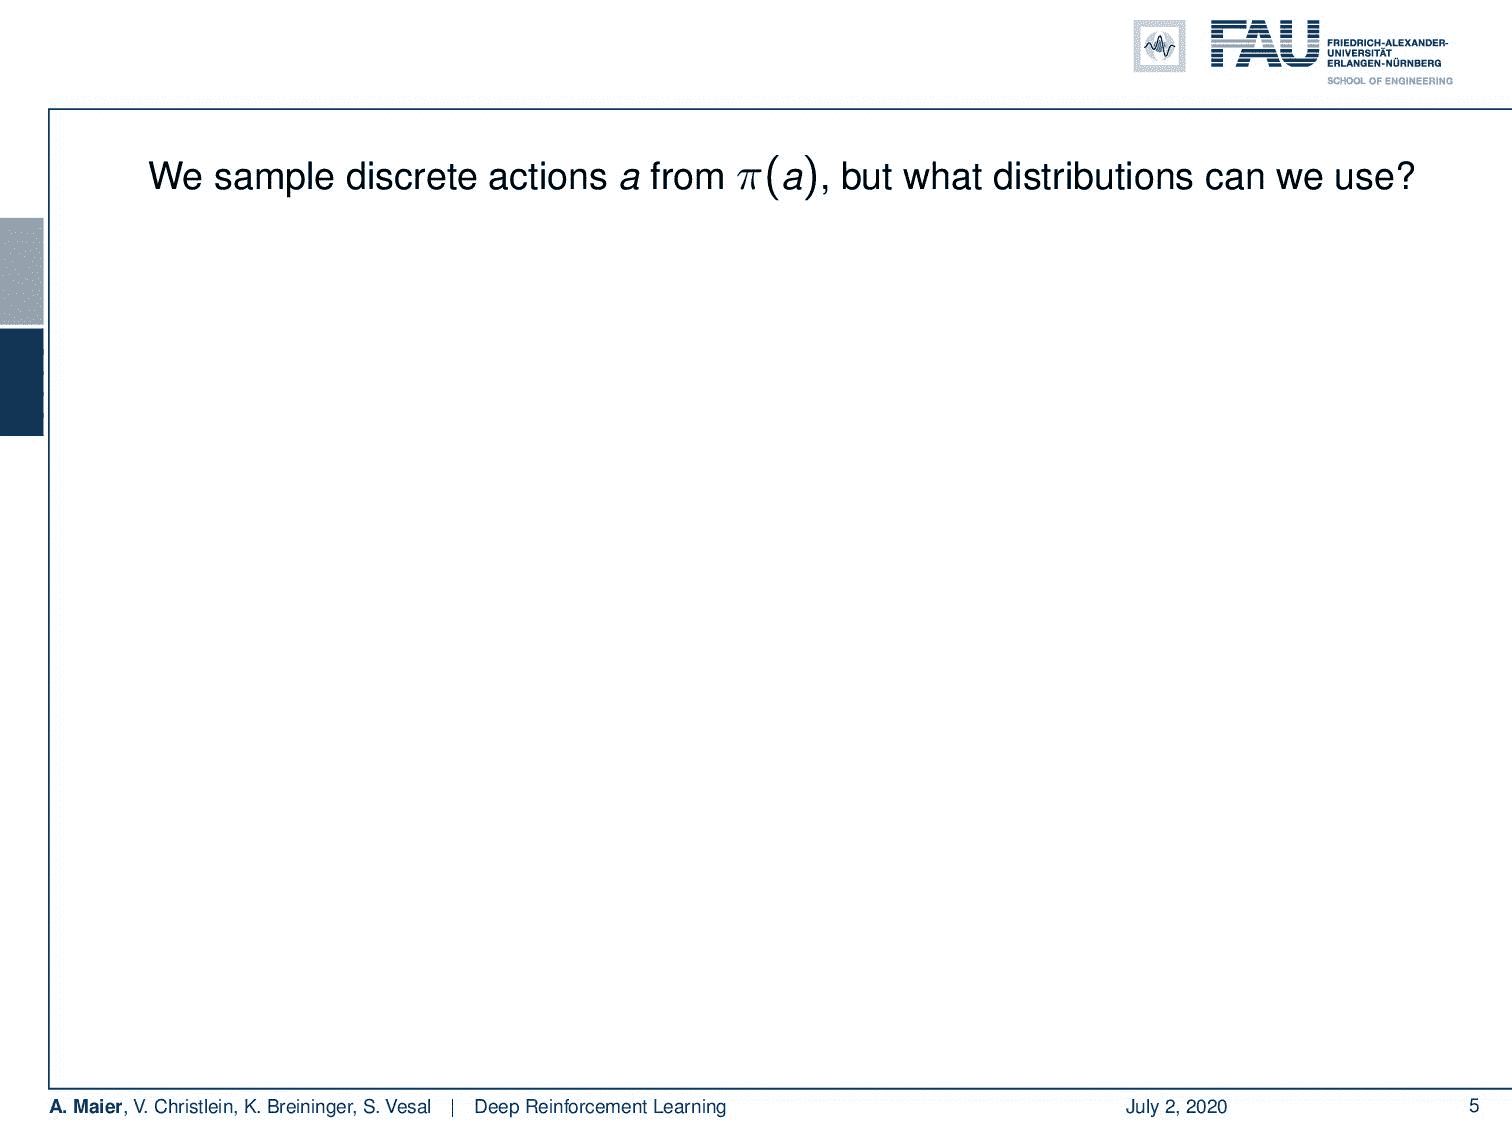 FAU
FRIEDRICH-ALEXANDER-
UNIVERSITÄT
ERLANGEN-NÜRNBERG
SCHOOL OF ENGINEERING
We sample discrete actions a from π(a), but what distributions can we use?
A. Maier, V. Christlein, K. Breininger, S. Vesal | Deep Reinforcement Learning July 2, 2020 5